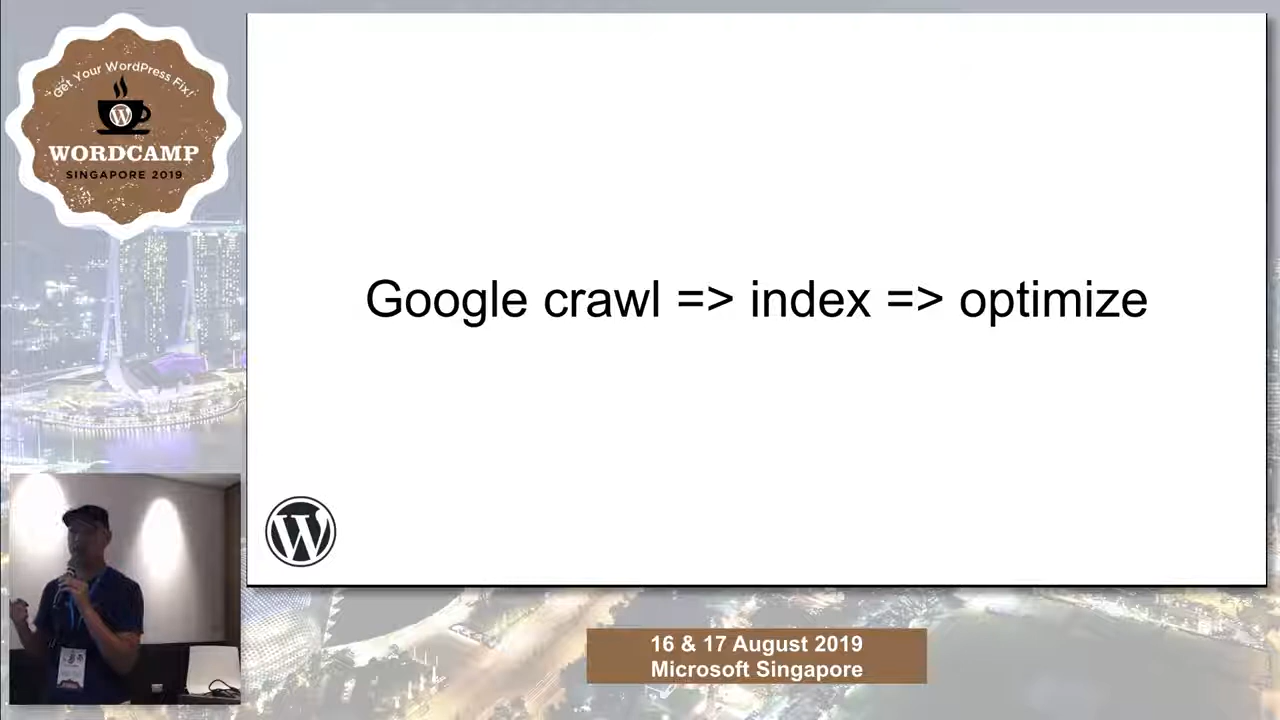 Get Your WordPress Fix!
WORDCAMP
SINGAPORE 2019
Google crawl => index => optimize
16 & 17 August 2019
Microsoft Singapore